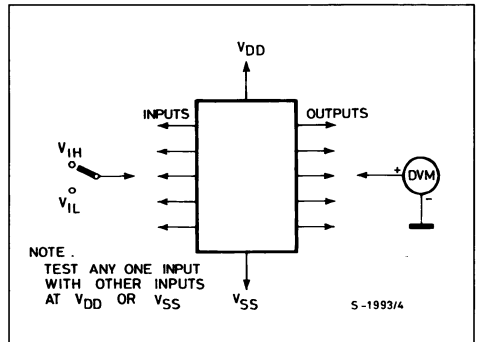 VDD
INPUTS
OUTPUTS
VIH
VIL
+
DVM
-
NOTE .
TEST ANY ONE INPUT
WITH OTHER INPUTS
AT VDD OR VSS
VSS
S-1993/4